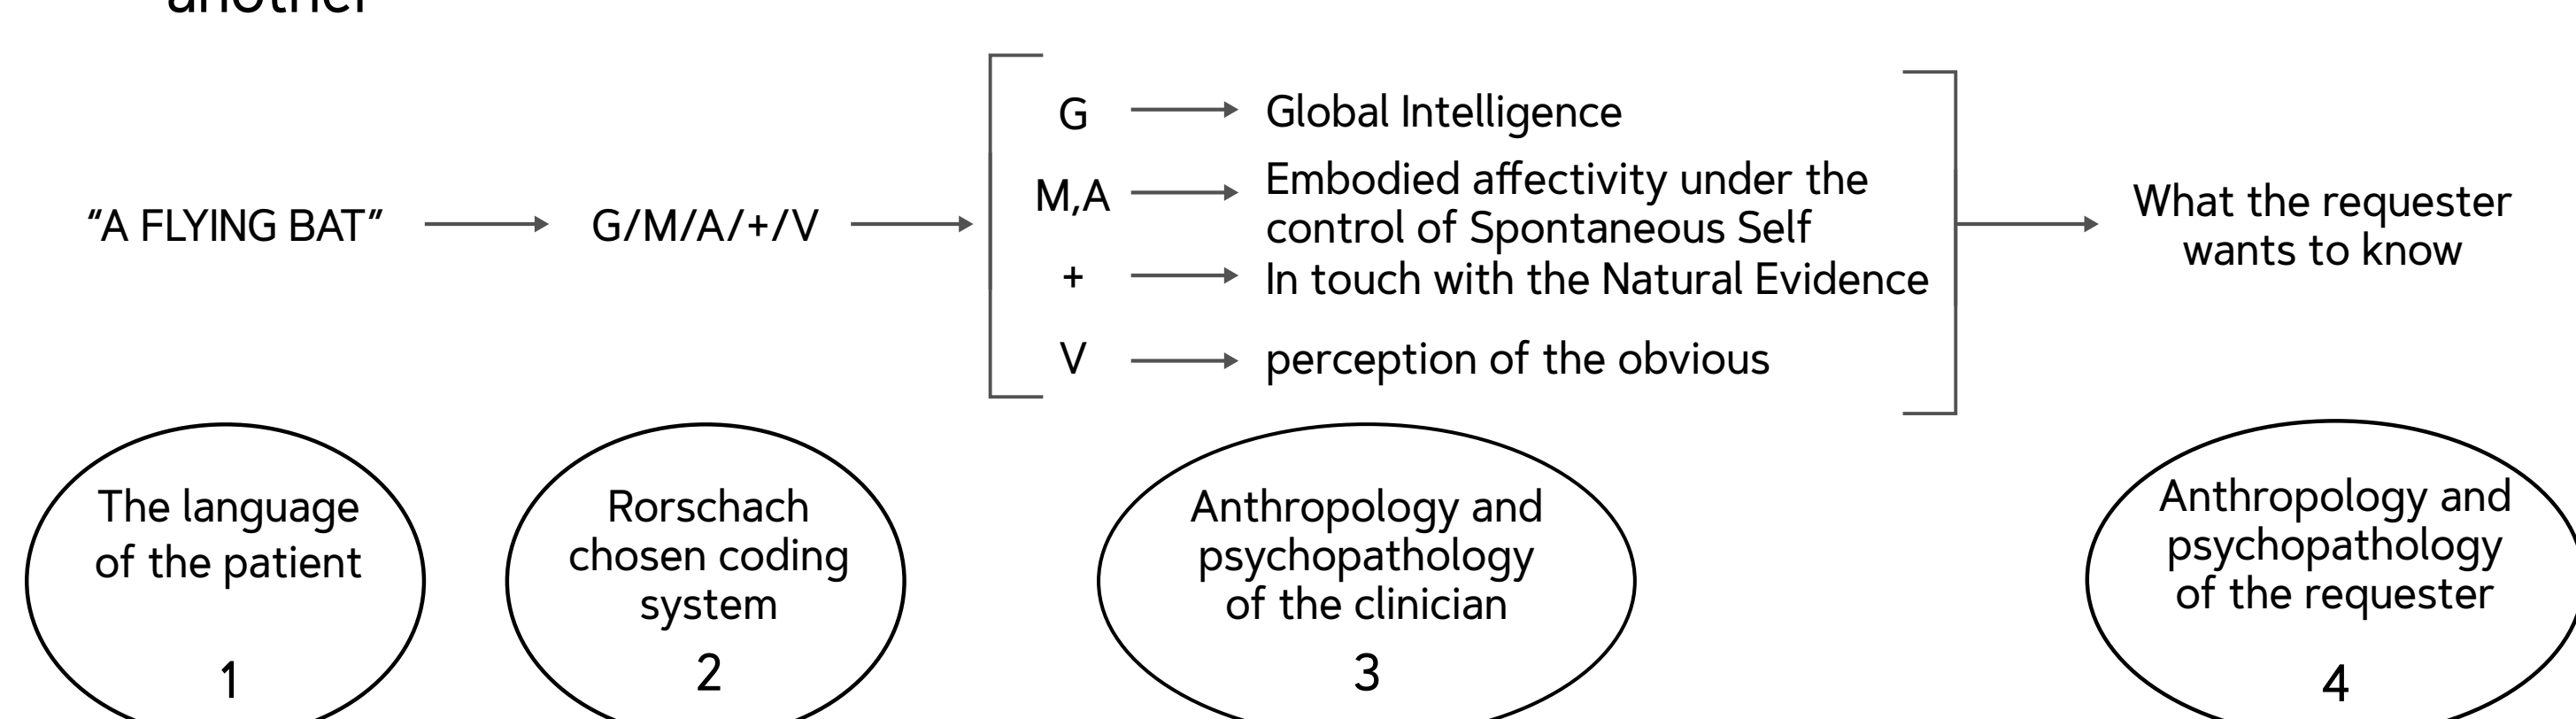 another
“A FLYING BAT”
G/M/A/+/V
G
Global Intelligence
M,A
Embodied affectivity under the
control of Spontaneous Self
+
In touch with the Natural Evidence
V
perception of the obvious
What the requester
wants to know
The language
of the patient
1
Rorschach
chosen coding
system
2
Anthropology and
psychopathology
of the clinician
3
Anthropology and
psychopathology
of the requester
4